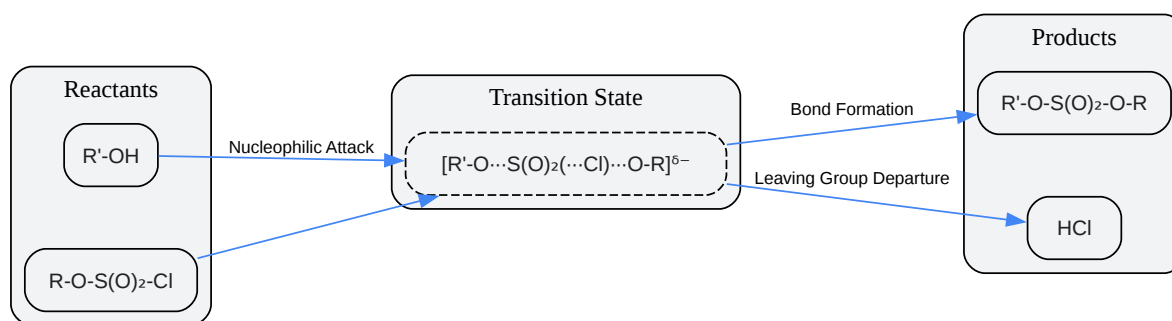 Reactants
R'-OH
R-O-S(O)₂-Cl
Nucleophilic Attack
Transition State
[R'-O···S(O)₂(···Cl)···O-R]ᵟ⁻
Bond Formation
Leaving Group Departure
Products
R'-O-S(O)₂-O-R
HCl